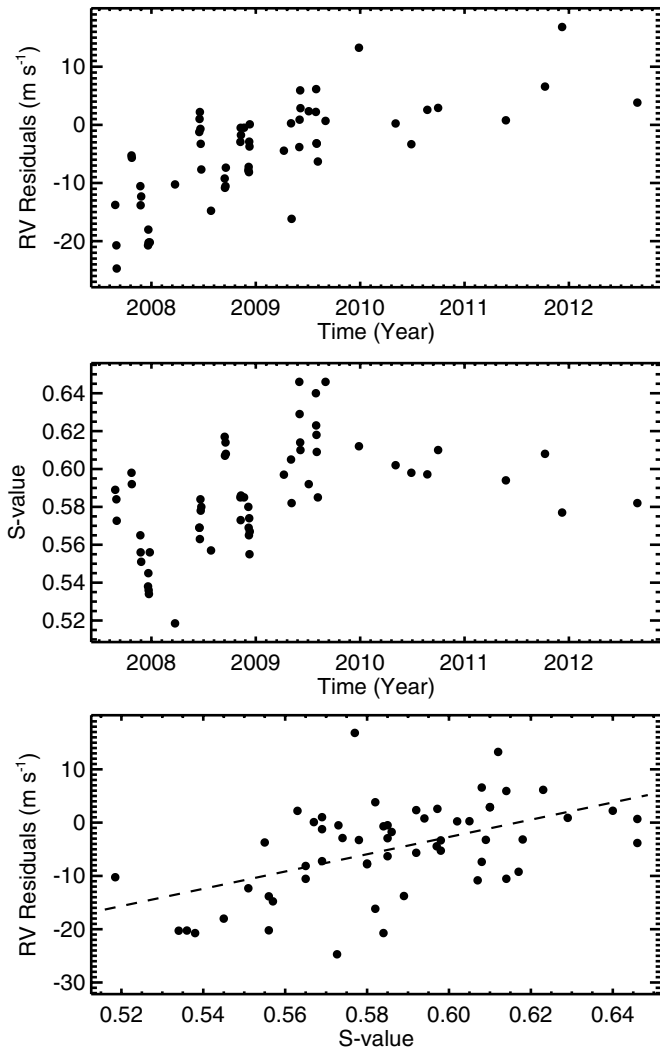 10
0
-10
-20
RV Residuals (m s-1)
2008 2009 2010 2011 2012
Time (Year)
0.64
0.62
0.60
0.58
0.56
0.54
0.52
S-value
2008 2009 2010 2011 2012
Time (Year)
10
0
-10
-20
-30
RV Residuals (m s-1)
0.52 0.54 0.56 0.58 0.60 0.62 0.64
S-value